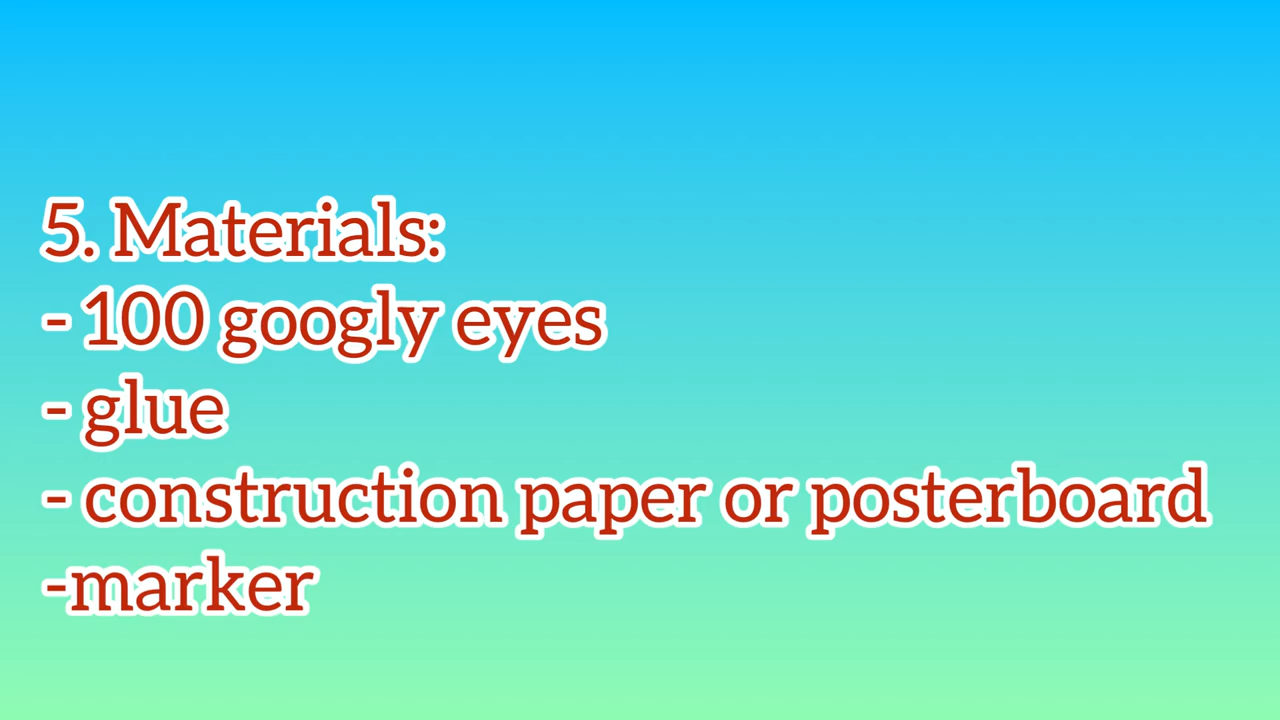 5. Materials:
- 100 googly eyes
- glue
- construction paper or posterboard
-marker